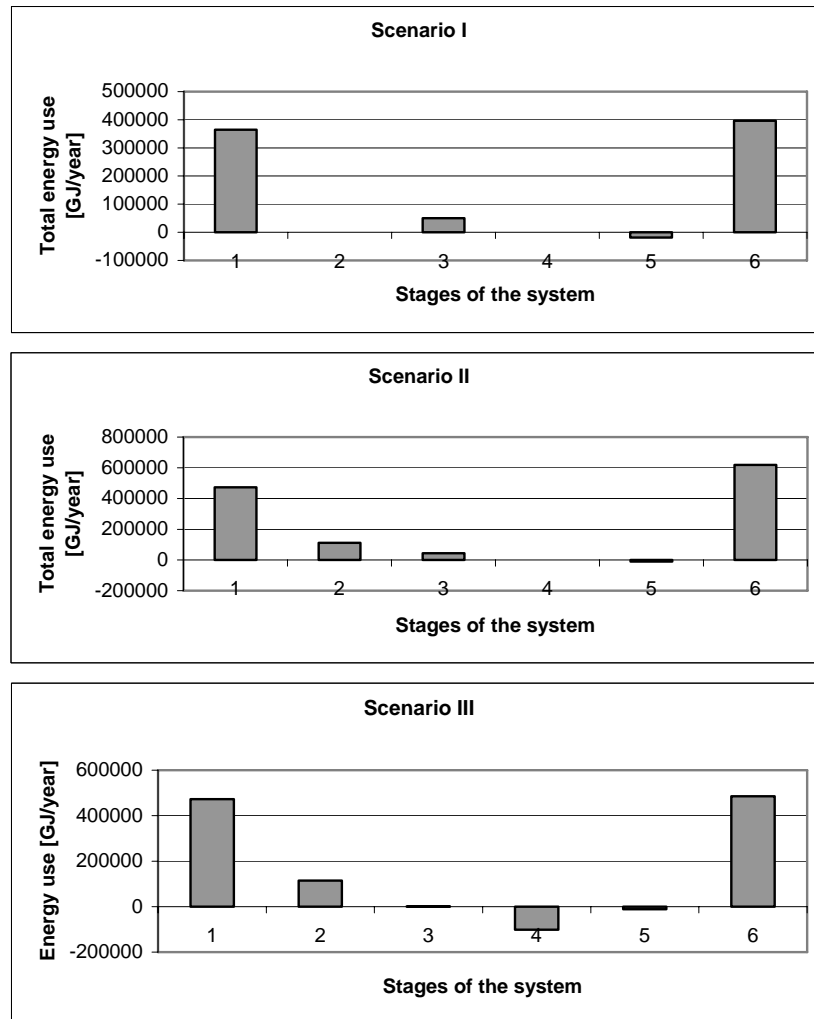 Scenario I
Total energy use
[GJ/year]
500000
400000
300000
200000
100000
0
-100000
1 2 3 4 5 6
Stages of the system
Scenario II
Total energy use
[GJ/year]
800000
600000
400000
200000
0
-200000
1 2 3 4 5 6
Stages of the system
Scenario III
Energy use [GJ/year]
600000
400000
200000
0
-200000
1 2 3 4 5 6
Stages of the system